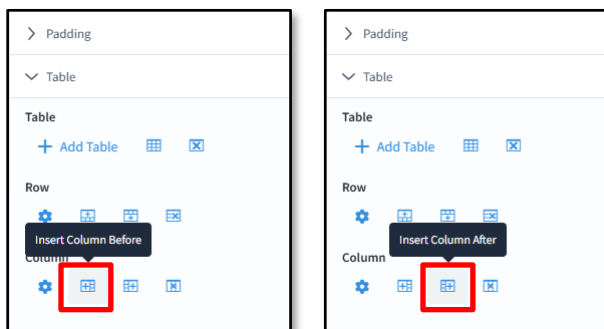 Padding
Table
Table
Add Table
Row
Insert Column Before
Column
Padding
Table
Table
Add Table
Row
Insert Column After
Column